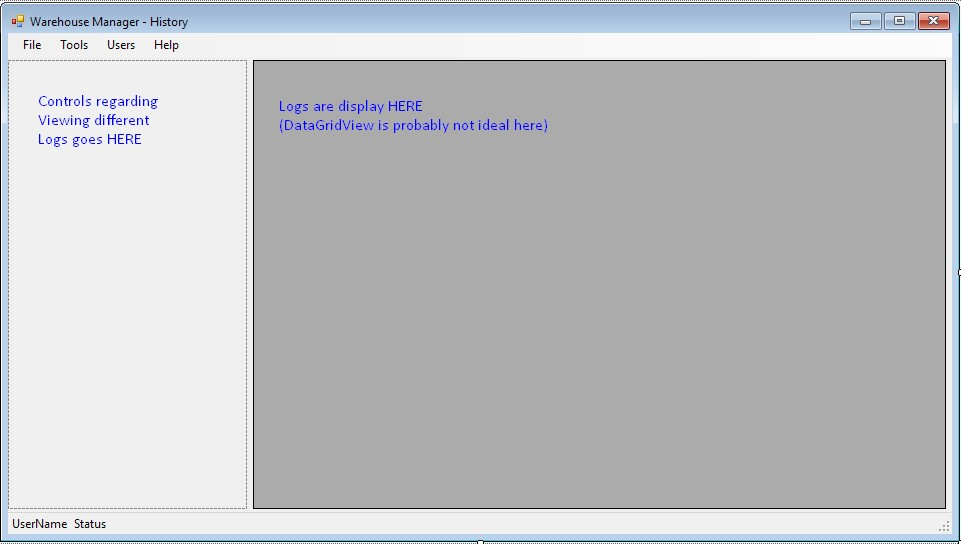 Warehouse Manager - History
File Tools Users Help
Controls regarding
Viewing different
Logs goes HERE
Logs are display HERE
(DataGridView is probably not ideal here)
UserName Status